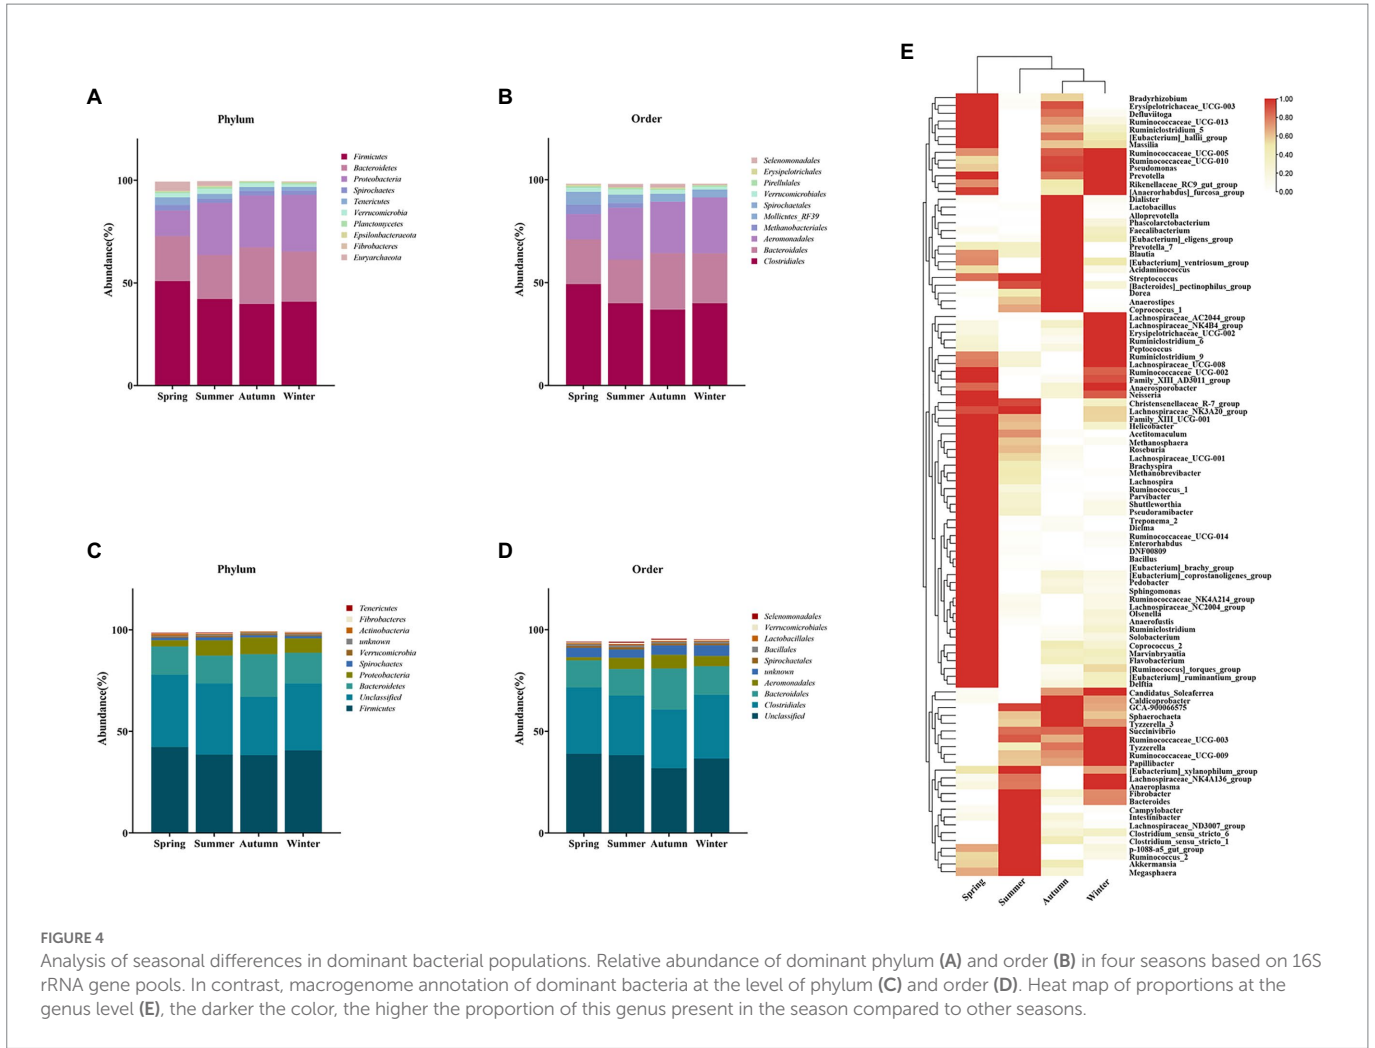 A
Phylum
Abundance(%)
100
50
0
Spring Summer Autumn Winter
Firmicutes
Bacteroidetes
Proteobacteria
Spirochaetes
Tenericutes
Verrucomicrobia
Planctomycetes
Epsilonbacteraeota
Fibrobacteres
Euryarchaeota
B
Order
Abundance(%)
100
50
0
Spring Summer Autumn Winter
Selenomonadales
Erysipelotrichales
Pirellulales
Verrucomicrobiales
Spirochaetales
Mollicutes_RF39
Methanobacteriales
Aeromonadales
Bacteroidales
Clostridiales
C
Phylum
Abundance(%)
100
50
0
Spring Summer Autumn Winter
Tenericutes
Fibrobacteres
Actinobacteria
unknown
Verrucomicrobia
Spirochaetes
Proteobacteria
Bacteroidetes
Unclassified
Firmicutes
D
Order
Abundance(%)
100
50
0
Spring Summer Autumn Winter
Selenomonadales
Verrucomicrobiales
Lactobacillales
Bacillales
Spirochaetales
unknown
Aeromonadales
Bacteroidales
Clostridiales
Unclassified
E
Bradyrhizobium
Erysipelotrichaceae_UCG-003
Defluviitoga
Ruminococcaceae_UCG-013
Ruminiclostridium_5
[Eubacterium]_hallii_group
Massilia
Ruminococcaceae_UCG-005
Ruminococcaceae_UCG-010
Pseudomonas
Prevotella
Rikenellaceae_RC9_gut_group
[Anaerorhabdus]_furcosa_group
Dialister
Lactobacillus
Alloprevotella
Phascolarctobacterium
Faecalibacterium
[Eubacterium]_eligens_group
Prevotella_7
Blautia
[Eubacterium]_ventriosum_group
Acidaminococcus
Streptococcus
[Bacteroides]_pectinophilus_group
Dorea
Anaerostipes
Coprococcus_1
Lachnospiraceae_AC2044_group
Lachnospiraceae_NK4B4_group
Erysipelotrichaceae_UCG-002
Ruminiclostridium_6
Peptococcus
Ruminiclostridium_9
Lachnospiraceae_UCG-008
Ruminococcaceae_UCG-002
Family_XIII_AD3011_group
Anaerosporobacter
Neisseria
Christensenellaceae_R-7_group
Lachnospiraceae_NK3A20_group
Family_XIII_UCG-001
Helicobacter
Acetitomaculum
Methanosphaera
Roseburia
Lachnospiraceae_UCG-001
Brachyspira
Methanobrevibacter
Lachnospira
Ruminococcus_1
Parvibacter
Shuttleworthia
Pseudoramibacter
Treponema_2
Dielma
Ruminococcaceae_UCG-014
Enterorhabdus
DNF00809
Bacillus
[Eubacterium]_brachy_group
[Eubacterium]_coprostanoligenes_group
Pedobacter
Sphingomonas
Ruminococcaceae_NK4A214_group
Lachnospiraceae_NC2004_group
Olsenella
Anaerofustis
Ruminiclostridium
Solobacterium
Coprococcus_2
Marvinbryantia
Flavobacterium
[Ruminococcus]_torques_group
[Eubacterium]_ruminantium_group
Delftia
Candidatus_Soleaferrea
Caldicoprobacter
GCA-900066575
Sphaerochaeta
Tyzzerella_3
Succinivibrio
Ruminococcaceae_UCG-003
Tyzzerella
Ruminococcaceae_UCG-009
Papillibacter
[Eubacterium]_xylanophilum_group
Lachnospiraceae_NK4A136_group
Anaeroplasma
Fibrobacter
Bacteroides
Campylobacter
Intestinibacter
Lachnospiraceae_ND3007_group
Clostridium_sensu_stricto_6
Clostridium_sensu_stricto_1
p-1088-a5_gut_group
Ruminococcus_2
Akkermansia
Megasphaera
Spring Summer Autumn Winter
1.00
0.80
0.60
0.40
0.20
0.00
FIGURE 4
Analysis of seasonal differences in dominant bacterial populations. Relative abundance of dominant phylum (A) and order (B) in four seasons based on 16S
rRNA gene pools. In contrast, macrogenome annotation of dominant bacteria at the level of phylum (C) and order (D). Heat map of proportions at the
genus level (E), the darker the color, the higher the proportion of this genus present in the season compared to other seasons.